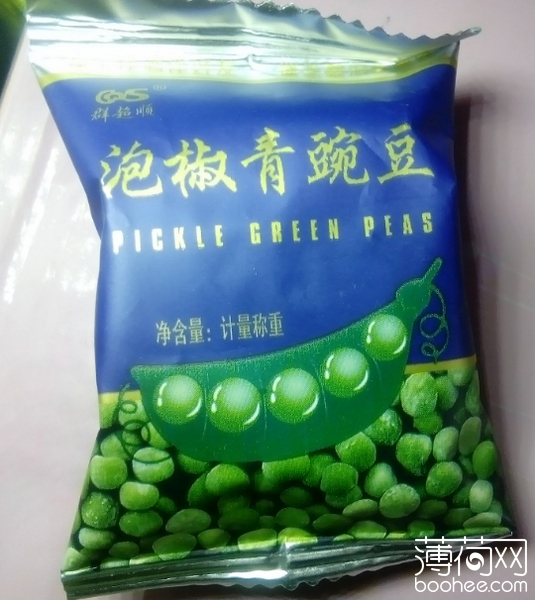 群超顺
泡椒青豌豆
PICKLE GREEN PEAS
净含量：计量称重
薄荷网
boohee.com